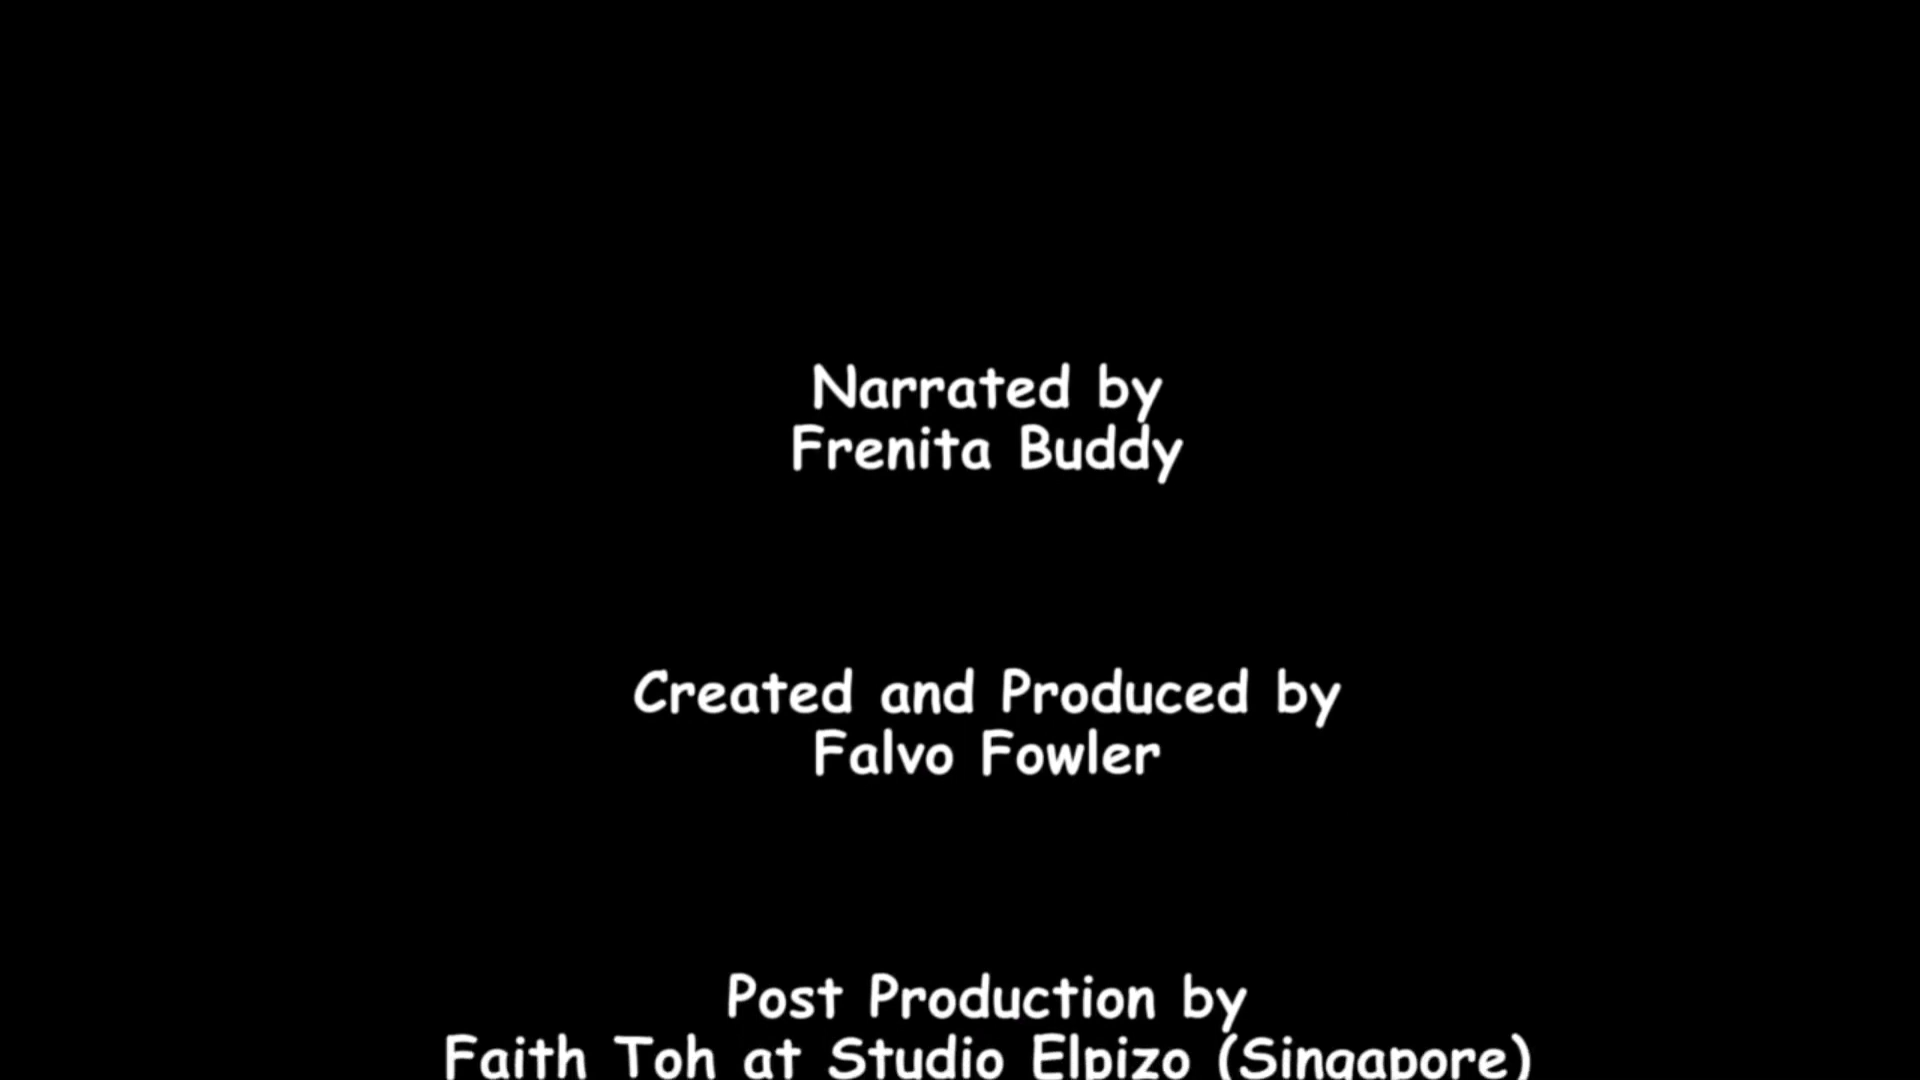 Narrated by
Frenita Buddy
Created and Produced by
Falvo Fowler
Post Production by
Faith Toh at Studio Elpizo (Singapore)